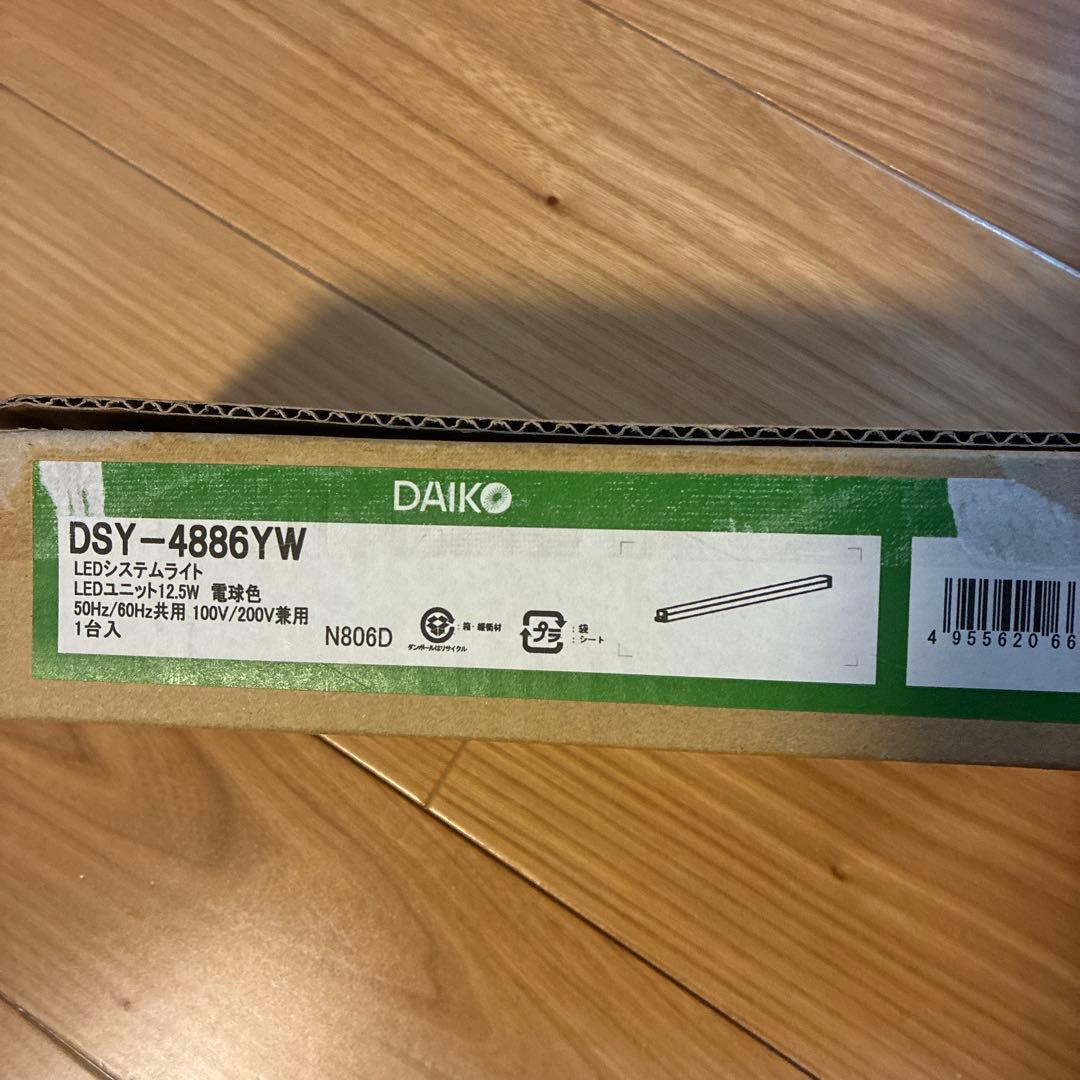 DAIKO
DSY-4886YW
LEDシステムライト
LEDユニット12.5W 電球色
50Hz/60Hz共用 100V/200V兼用
1台入
N806D
:箱・緩衝材
ダンボールはリサイクル
プラ
:袋
:シート
4 955620 66